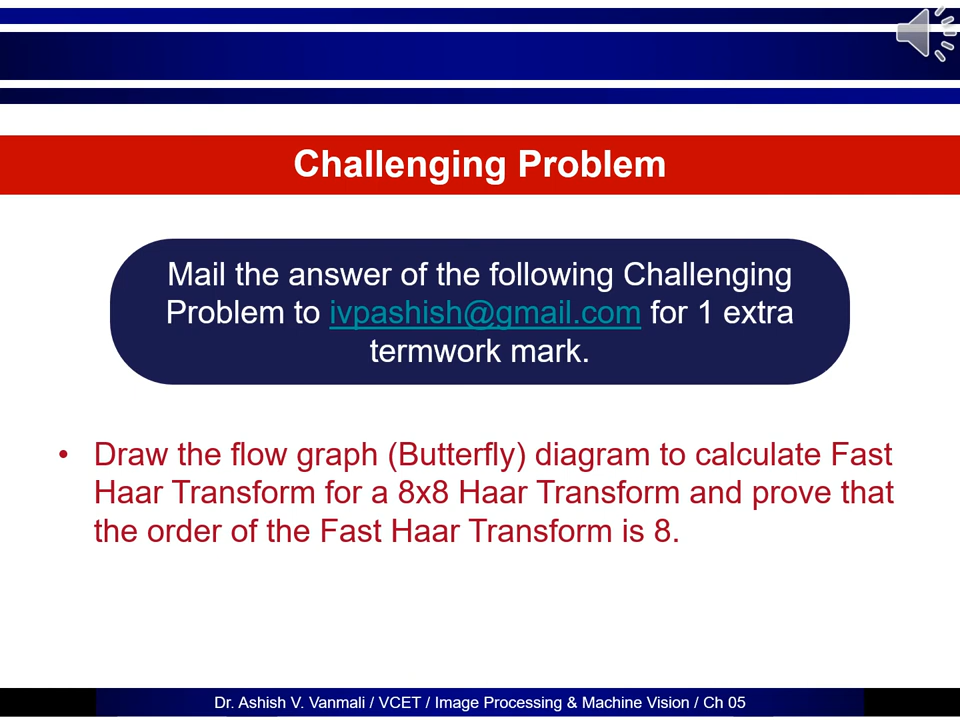 Challenging Problem
Mail the answer of the following Challenging
Problem to ivpashish@gmail.com for 1 extra
termwork mark.
• Draw the flow graph (Butterfly) diagram to calculate Fast
Haar Transform for a 8x8 Haar Transform and prove that
the order of the Fast Haar Transform is 8.
Dr. Ashish V. Vanmali / VCET / Image Processing & Machine Vision / Ch 05